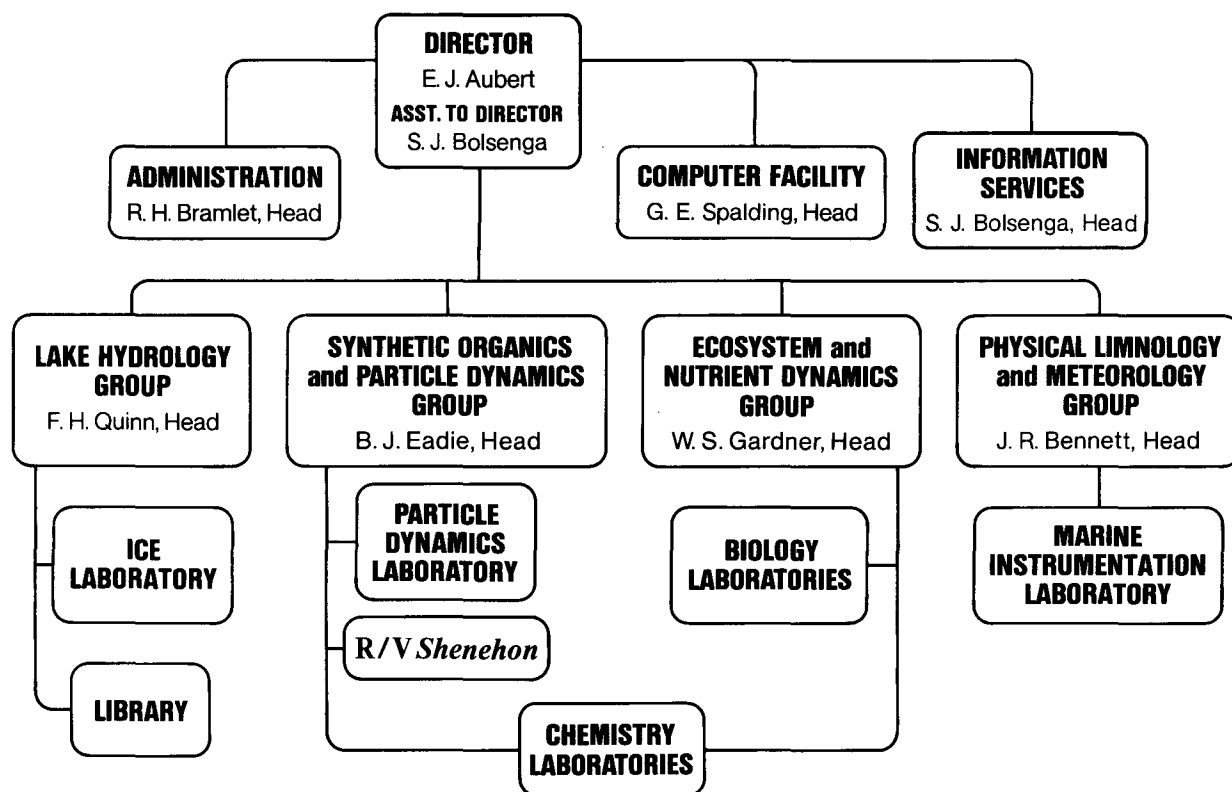 DIRECTOR
E. J. Aubert
ASST. TO DIRECTOR
S. J. Bolsenga
ADMINISTRATION
R. H. Bramlet, Head
COMPUTER FACILITY
G. E. Spalding, Head
INFORMATION
SERVICES
S. J. Bolsenga, Head
LAKE HYDROLOGY
GROUP
F. H. Quinn, Head
SYNTHETIC ORGANICS
and PARTICLE DYNAMICS
GROUP
B. J. Eadie, Head
ECOSYSTEM and
NUTRIENT DYNAMICS
GROUP
W. S. Gardner, Head
PHYSICAL LIMNOLOGY
and METEOROLOGY
GROUP
J. R. Bennett, Head
ICE
LABORATORY
LIBRARY
PARTICLE
DYNAMICS
LABORATORY
R/V Shenehon
BIOLOGY
LABORATORIES
CHEMISTRY
LABORATORIES
MARINE
INSTRUMENTATION
LABORATORY